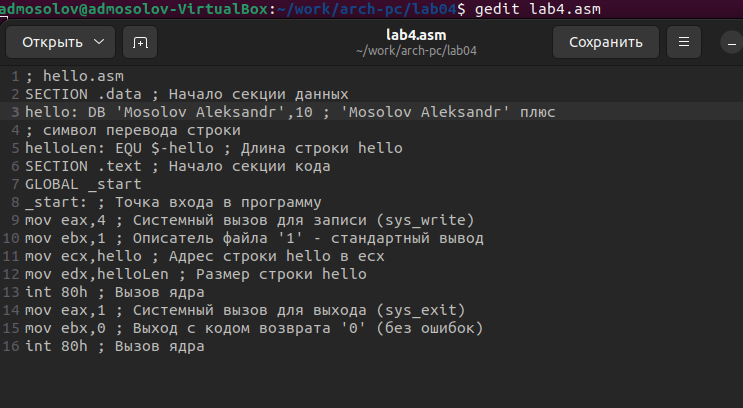 admosolov@admosolov-VirtualBox:~/work/arch-pc/lab04$ gedit lab4.asm
Открыть
lab4.asm
~/work/arch-pc/lab04
Сохранить
1 ; hello.asm
2 SECTION .data ; Начало секции данных
3 hello: DB 'Mosolov Aleksandr',10 ; 'Mosolov Aleksandr' плюс
4 ; символ перевода строки
5 helloLen: EQU $-hello ; Длина строки hello
6 SECTION .text ; Начало секции кода
7 GLOBAL _start
8 _start: ; Точка входа в программу
9 mov eax,4 ; Системный вызов для записи (sys_write)
10 mov ebx,1 ; Описатель файла '1' - стандартный вывод
11 mov ecx,hello ; Адрес строки hello в ecx
12 mov edx,helloLen ; Размер строки hello
13 int 80h ; Вызов ядра
14 mov eax,1 ; Системный вызов для выхода (sys_exit)
15 mov ebx,0 ; Выход с кодом возврата '0' (без ошибок)
16 int 80h ; Вызов ядра